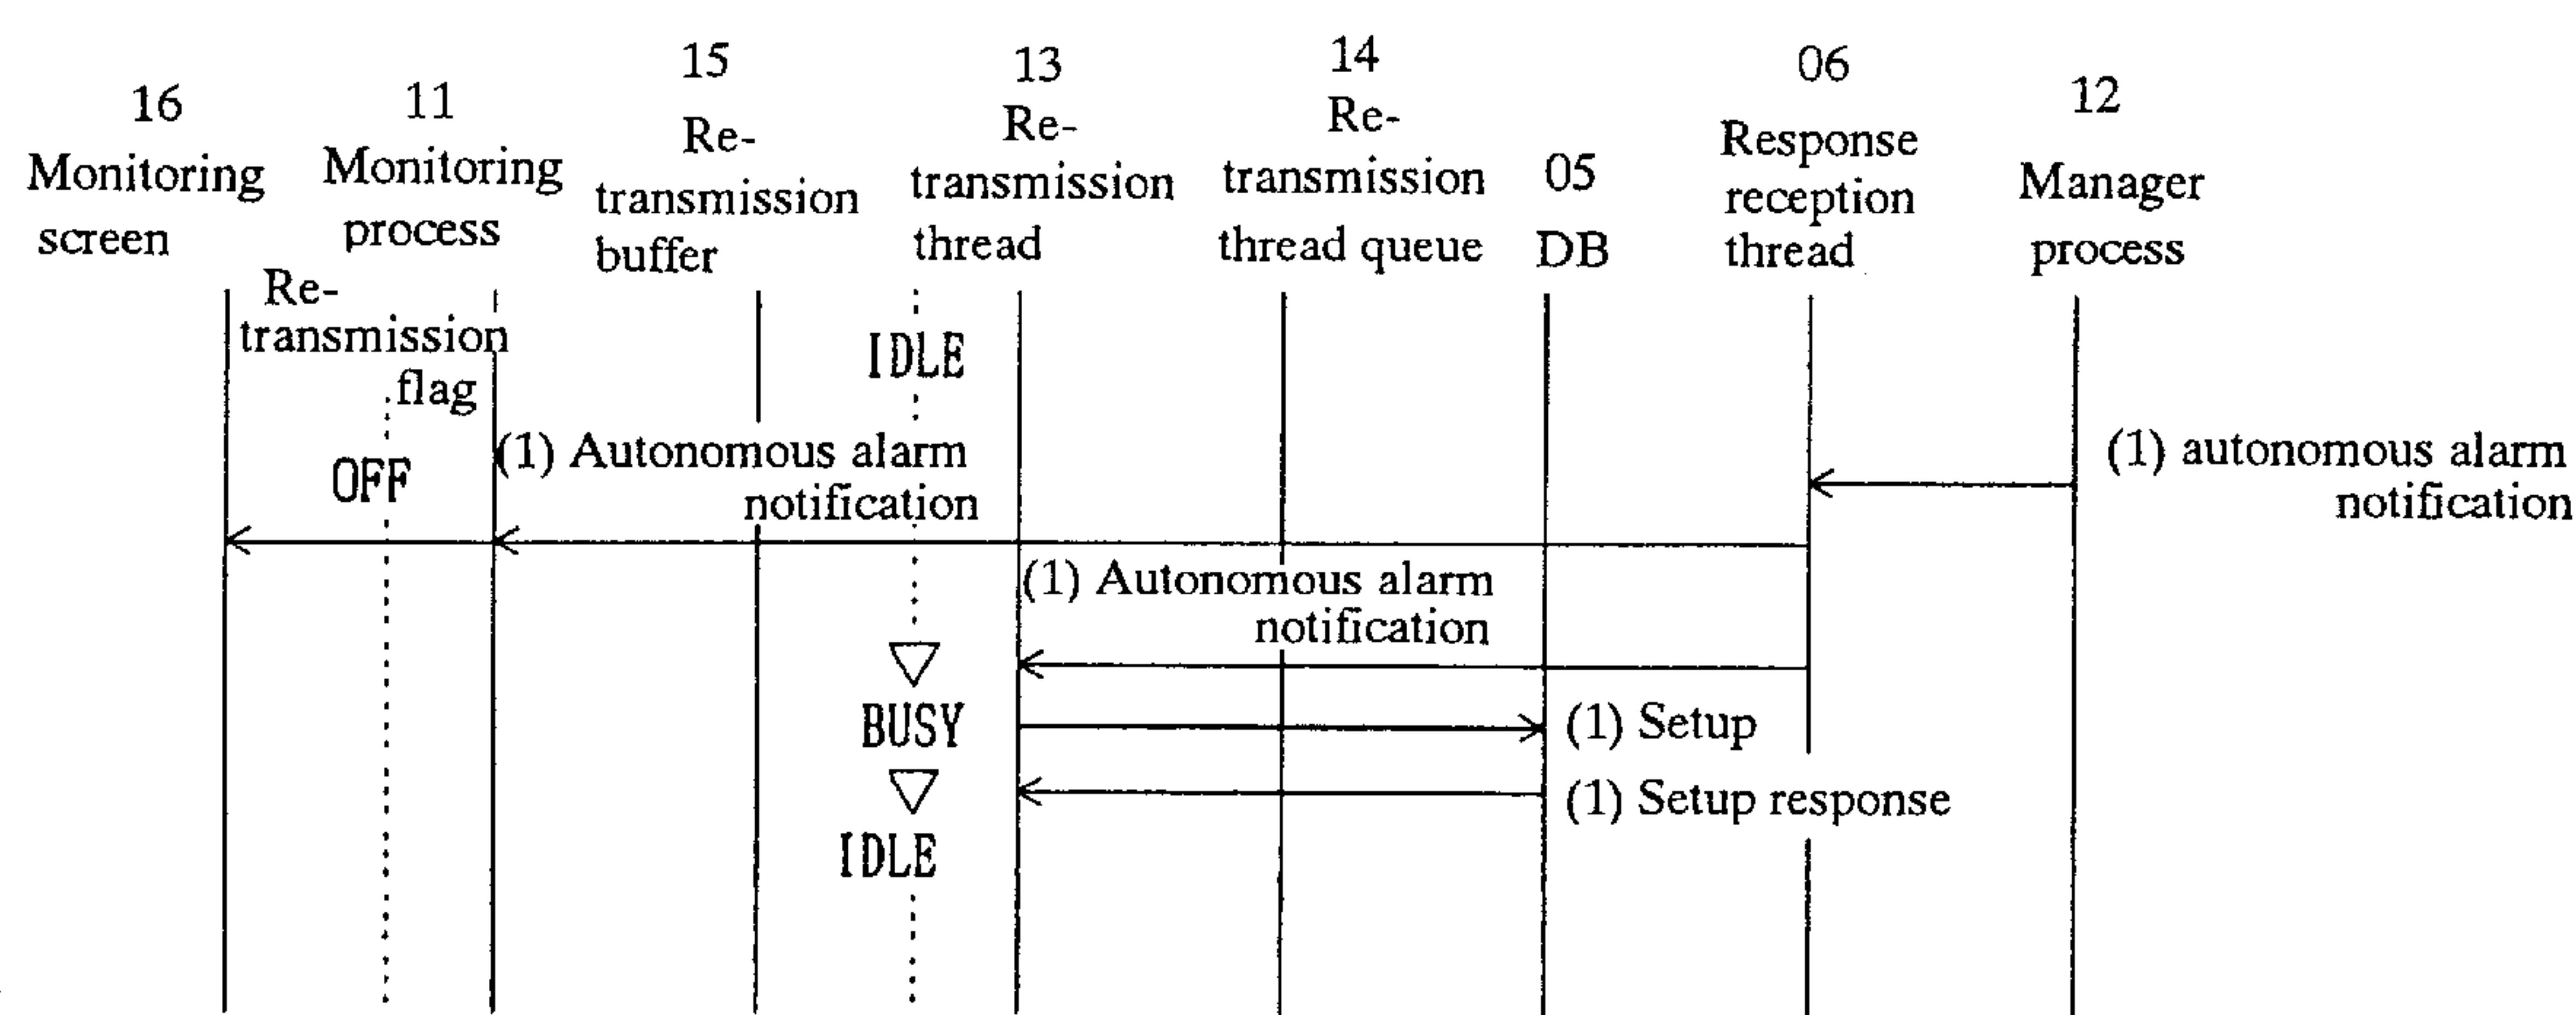 16
Monitoring
screen
11
Monitoring
process
15
Re-
transmission
buffer
13
Re-
transmission
thread
14
Re-
transmission
thread queue
05
DB
06
Response
reception
thread
12
Manager
process
Re-
transmission
flag
OFF
IDLE
(1) Autonomous alarm
notification
(1) autonomous alarm
notification
(1) Autonomous alarm
notification
BUSY
(1) Setup
(1) Setup response
IDLE